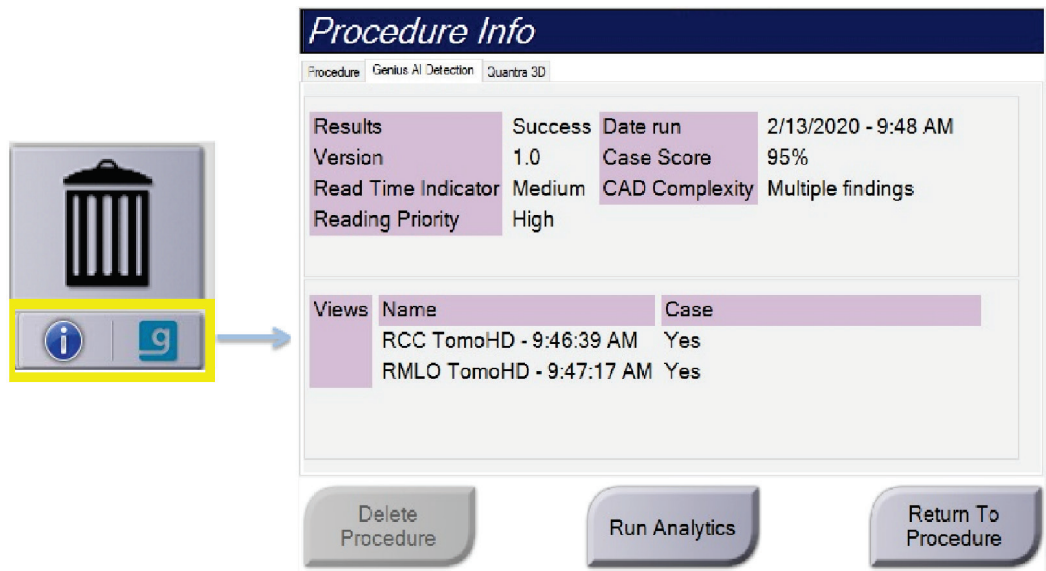 Procedure Info
Procedure Genius AI Detection Quantra 3D
Results Success Date run 2/13/2020 - 9:48 AM
Version 1.0 Case Score 95%
Read Time Indicator Medium CAD Complexity Multiple findings
Reading Priority High
i g
Views Name Case
RCC TomoHD - 9:46:39 AM Yes
RMLO TomoHD - 9:47:17 AM Yes
Delete
Procedure
Run Analytics
Return To
Procedure